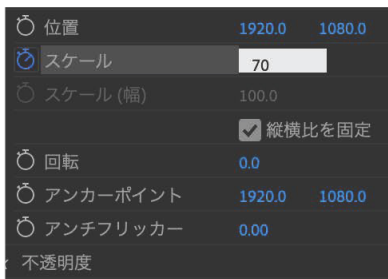 位置 1920.0 1080.0
スケール 70
スケール (幅) 100.0
縦横比を固定
回転 0.0
アンカーポイント 1920.0 1080.0
アンチフリッカー 0.00
不透明度